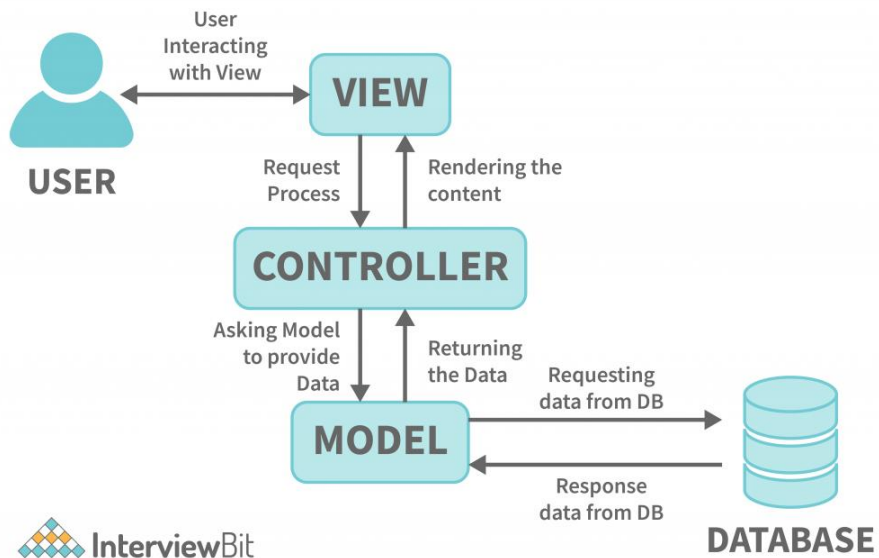 User
Interacting
with View
VIEW
USER
Request
Process
Rendering the
content
CONTROLLER
Asking Model
to provide
Data
Returning
the Data
Requesting
data from DB
MODEL
Response
data from DB
DATABASE
InterviewBit